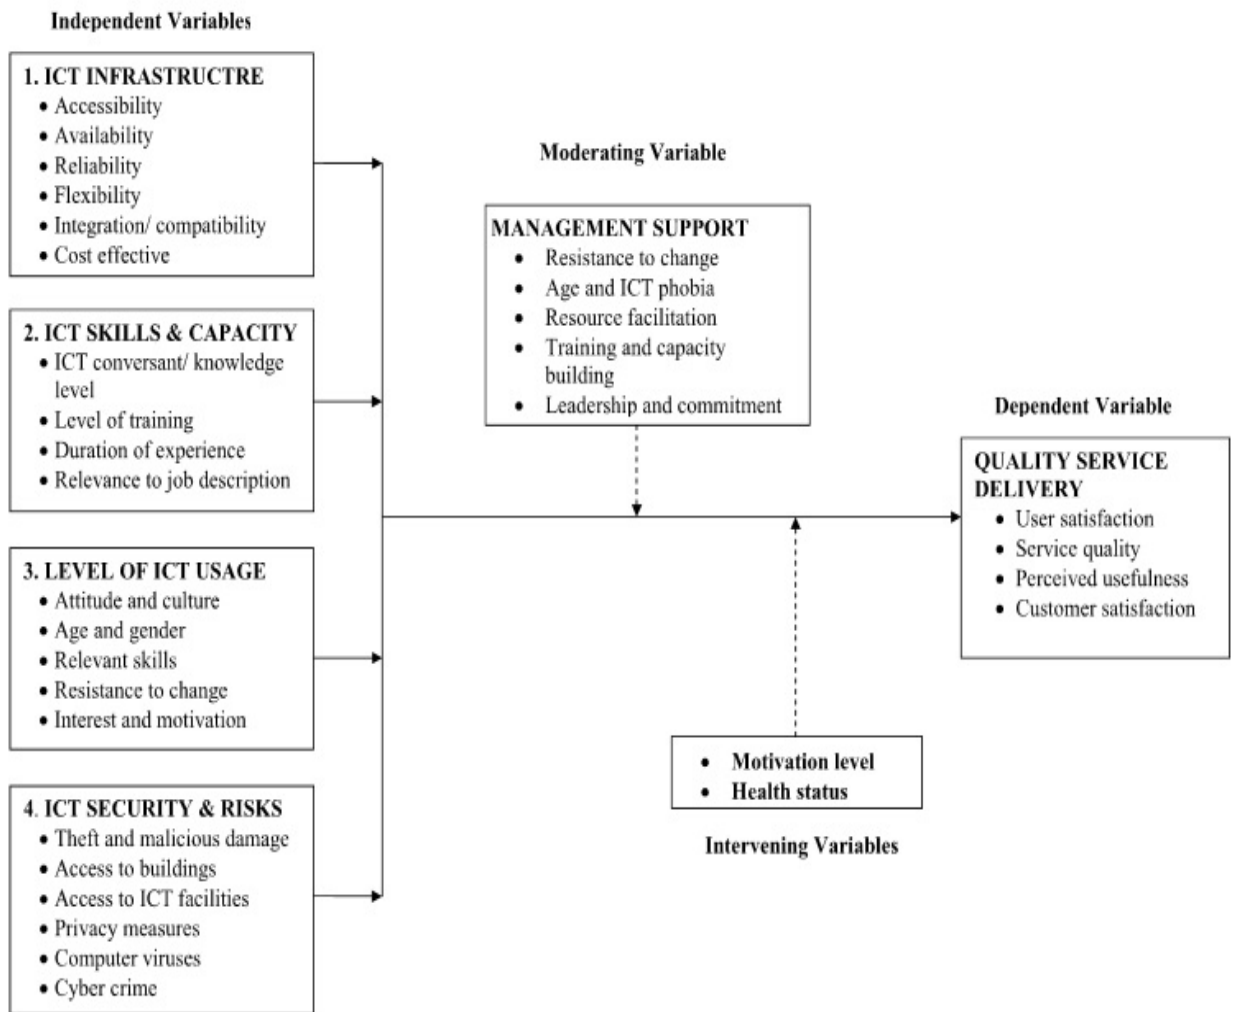 Independent Variables
1. ICT INFRASTRUCTRE
• Accessibility
• Availability
• Reliability
• Flexibility
• Integration/ compatibility
• Cost effective
2. ICT SKILLS & CAPACITY
• ICT conversant/ knowledge
level
• Level of training
• Duration of experience
• Relevance to job description
3. LEVEL OF ICT USAGE
• Attitude and culture
• Age and gender
• Relevant skills
• Resistance to change
• Interest and motivation
4. ICT SECURITY & RISKS
• Theft and malicious damage
• Access to buildings
• Access to ICT facilities
• Privacy measures
• Computer viruses
• Cyber crime
Moderating Variable
MANAGEMENT SUPPORT
• Resistance to change
• Age and ICT phobia
• Resource facilitation
• Training and capacity
building
• Leadership and commitment
• Motivation level
• Health status
Intervening Variables
Dependent Variable
QUALITY SERVICE
DELIVERY
• User satisfaction
• Service quality
• Perceived usefulness
• Customer satisfaction